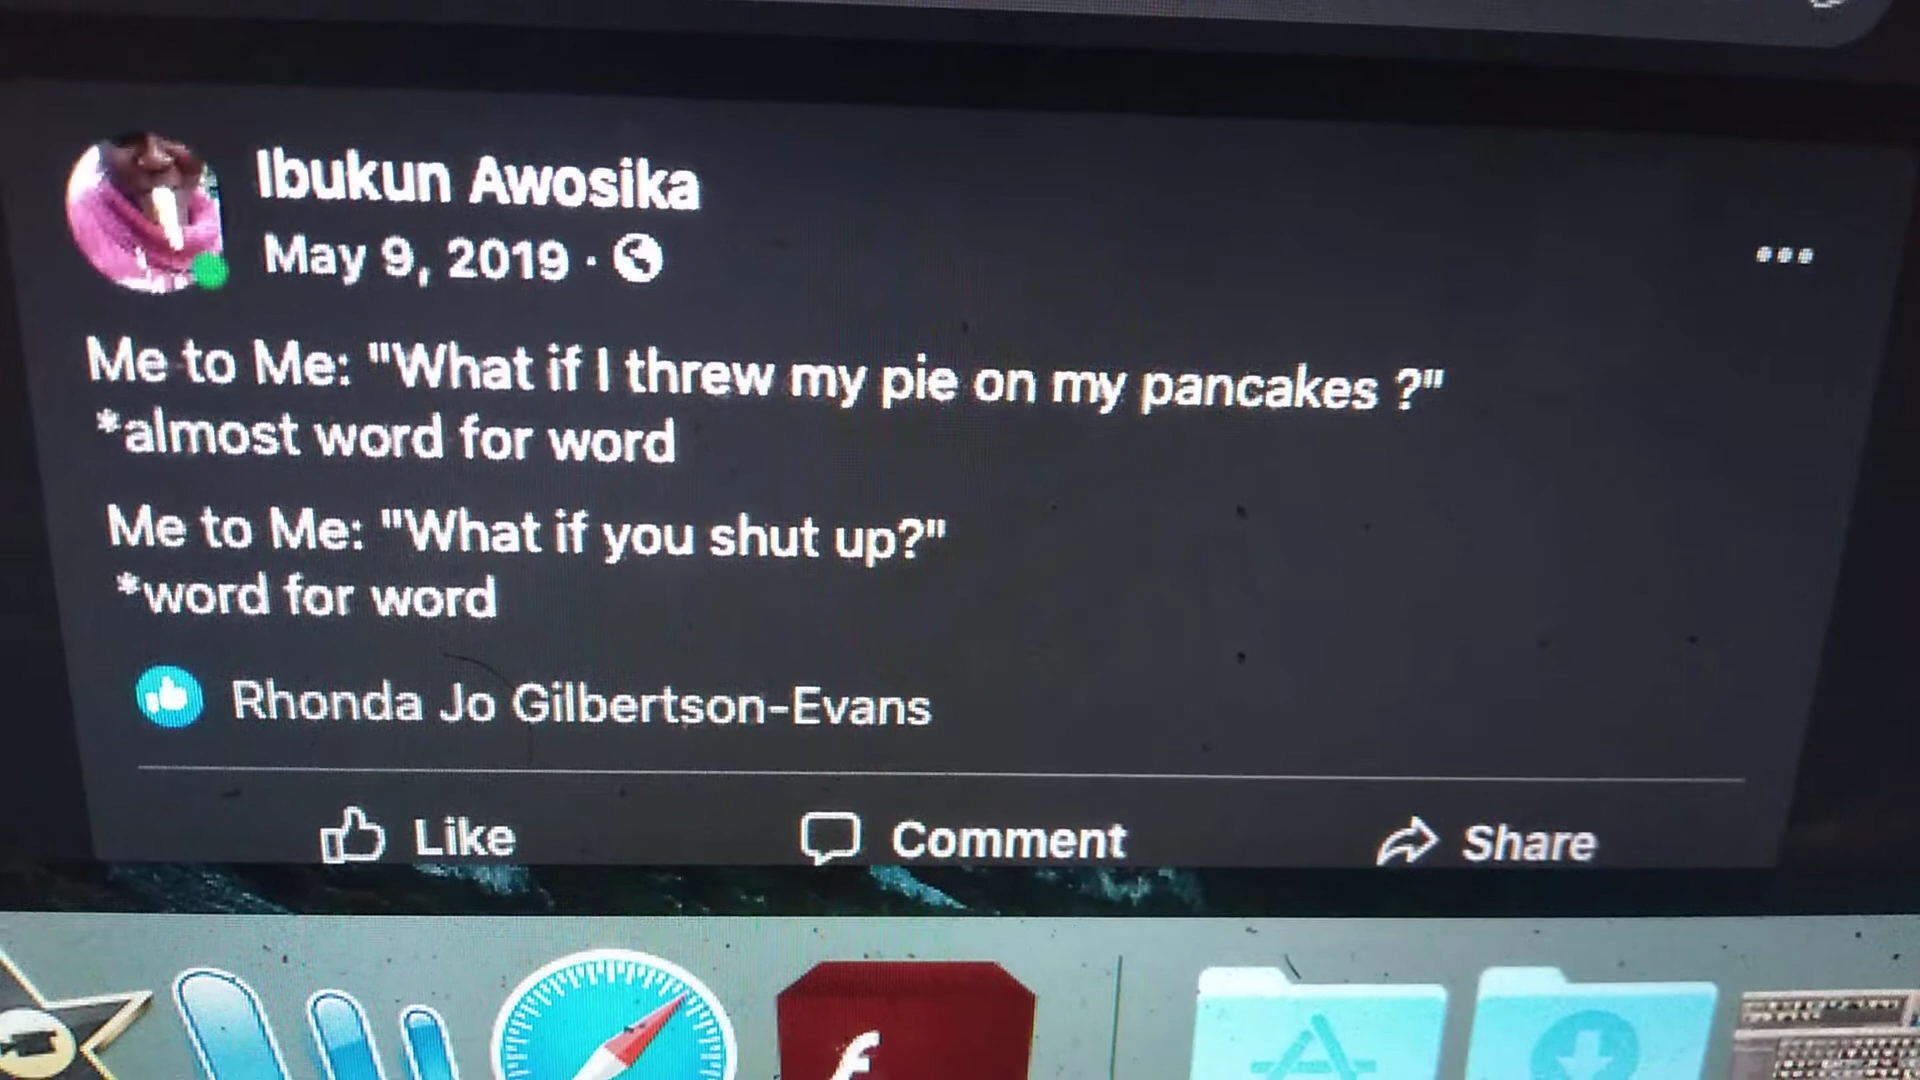 Ibukun Awosika
May 9, 2019 ·
Me to Me: "What if I threw my pie on my pancakes ?"
*almost word for word
Me to Me: "What if you shut up?"
*word for word
Rhonda Jo Gilbertson-Evans
Like Comment Share